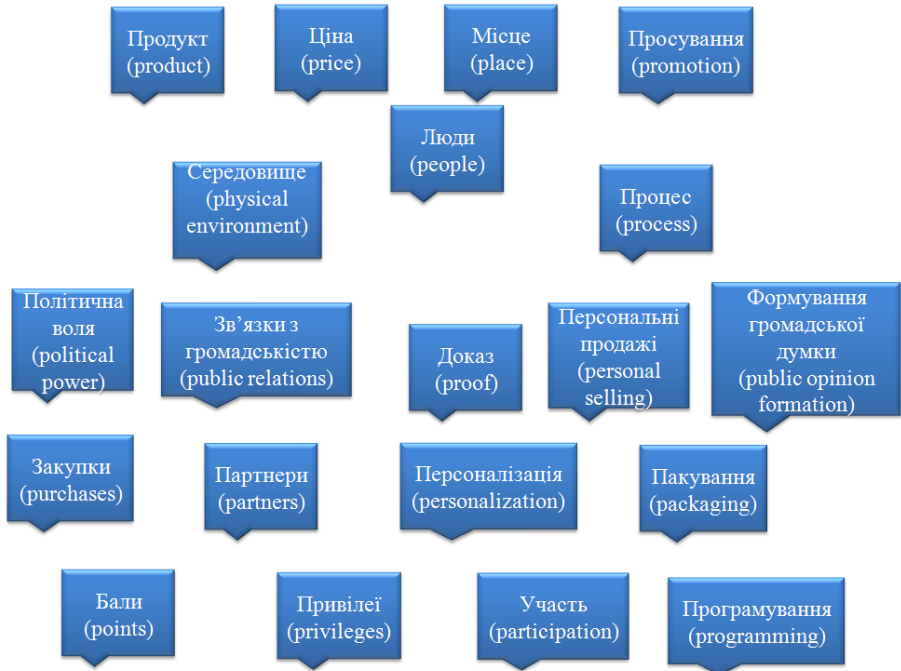 Продукт
(product)
Ціна
(price)
Місце
(place)
Просування
(promotion)
Люди
(people)
Середовище
(physical
environment)
Процес
(process)
Політична
воля
(political
power)
Зв’язки з
громадськістю
(public relations)
Доказ
(proof)
Персональні
продажі
(personal
selling)
Формування
громадської
думки
(public opinion
formation)
Закупки
(purchases)
Партнери
(partners)
Персоналізація
(personalization)
Пакування
(packaging)
Бали
(points)
Привілеї
(privileges)
Участь
(participation)
Програмування
(programming)